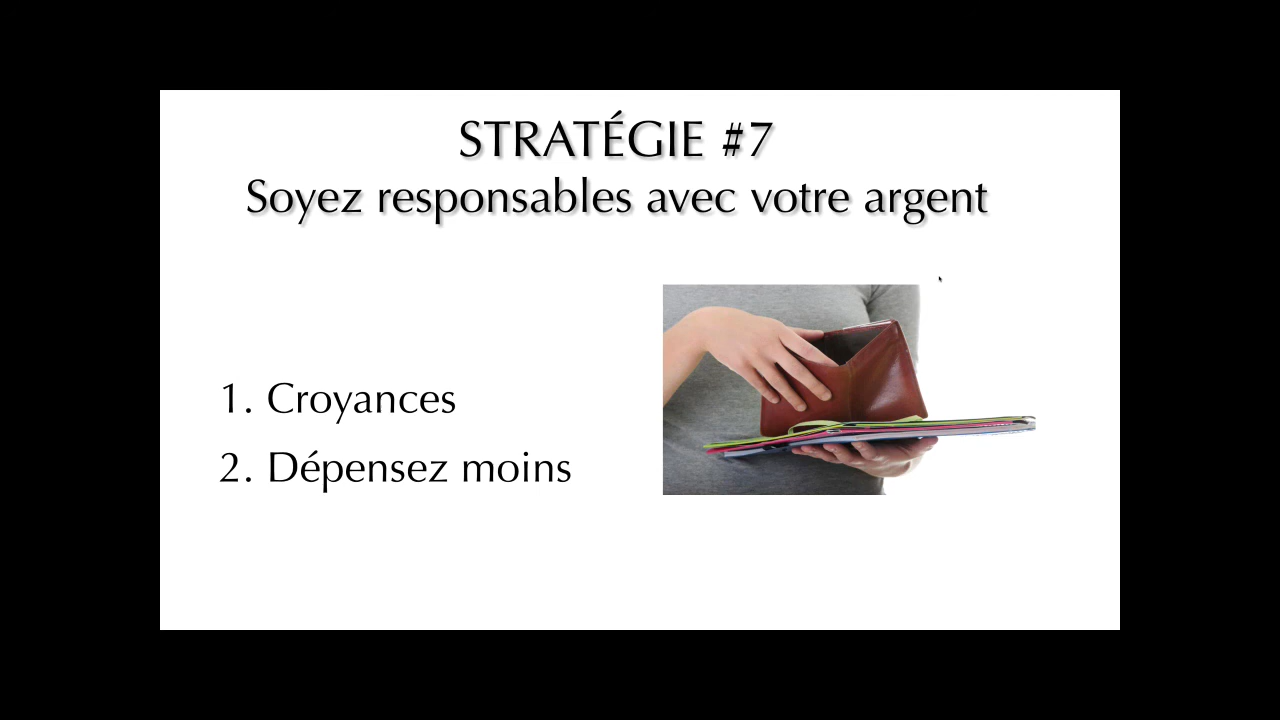 STRATÉGIE #7
Soyez responsables avec votre argent
1. Croyances
2. Dépensez moins